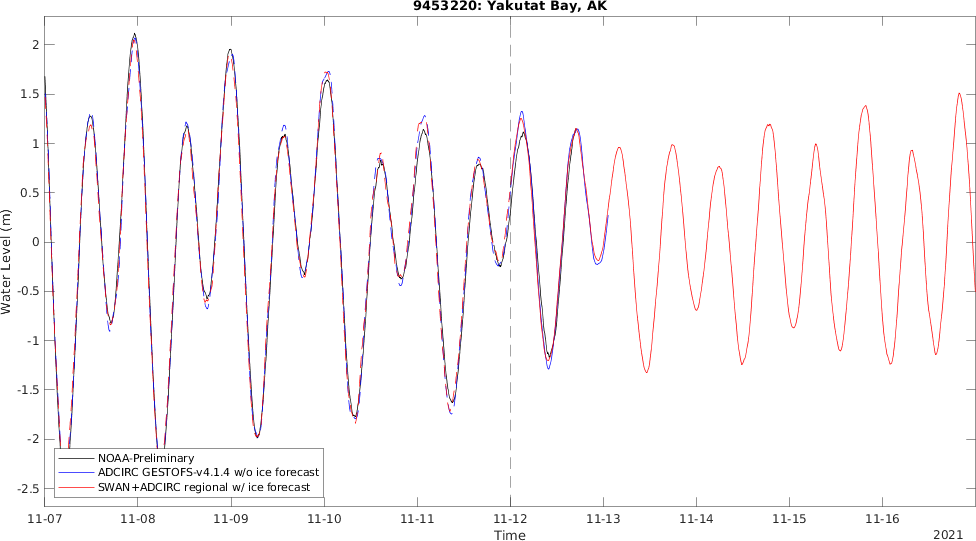 9453220: Yakutat Bay, AK
Water Level (m)
2
1.5
1
0.5
0
-0.5
-1
-1.5
-2
-2.5
NOAA-Preliminary
ADCIRC GESTOFS-v4.1.4 w/o ice forecast
SWAN+ADCIRC regional w/ ice forecast
11-07 11-08 11-09 11-10 11-11 11-12 11-13 11-14 11-15 11-16
Time
2021